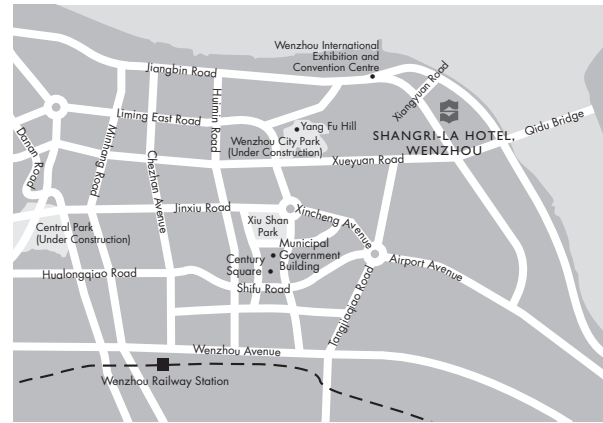 Wenzhou International
Exhibition and
Convention Centre
Jiangbin Road
Xiangyuan Road
Huimin Road
Liming East Road
Yang Fu Hill
SHANGRI-LA HOTEL,
WENZHOU
Qidu Bridge
Wenzhou City Park
(Under Construction)
Danan Road
Minhang Road
Chezhan Avenue
Xueyuan Road
Jinxiu Road
Xiu Shan
Park
Xincheng Avenue
Central Park
(Under Construction)
Municipal
Government
Building
Century
Square
Airport Avenue
Hualongqiao Road
Shifu Road
Tangjiaqiao Road
Wenzhou Avenue
Wenzhou Railway Station